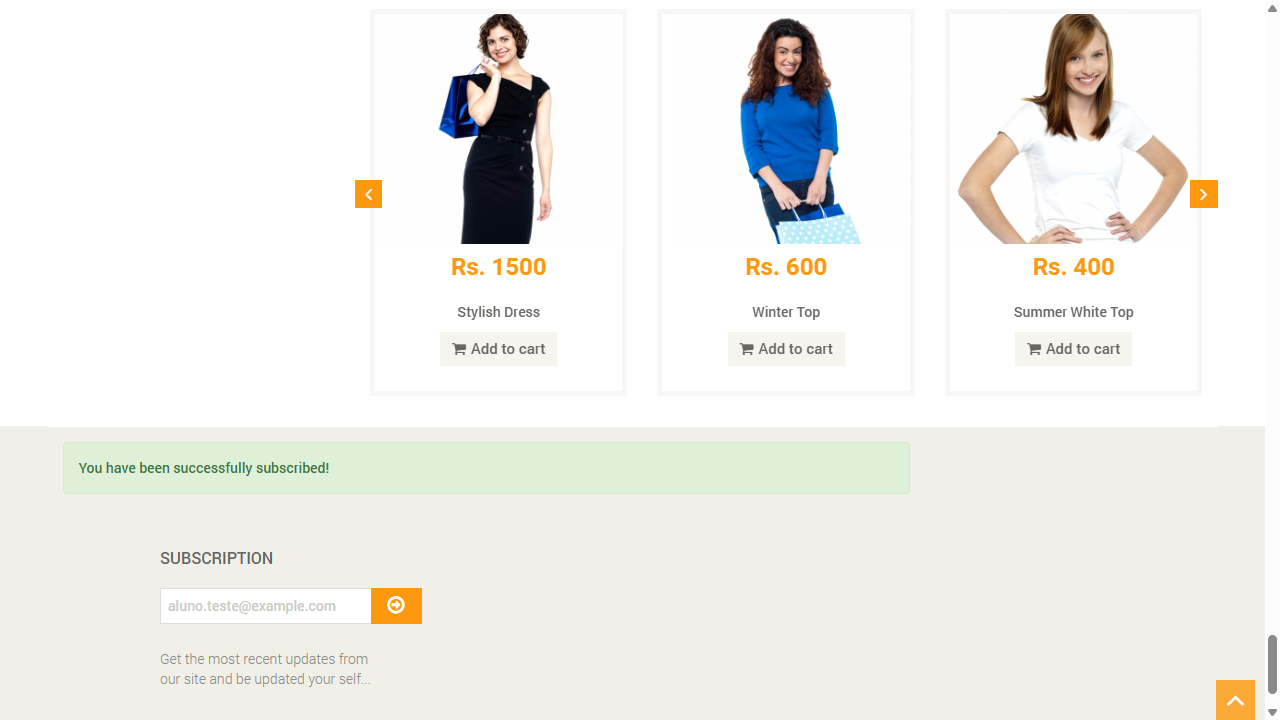 Rs. 1500
Stylish Dress
Add to cart
Rs. 600
Winter Top
Add to cart
Rs. 400
Summer White Top
Add to cart
You have been successfully subscribed!
SUBSCRIPTION
aluno.teste@example.com
Get the most recent updates from
our site and be updated your self...